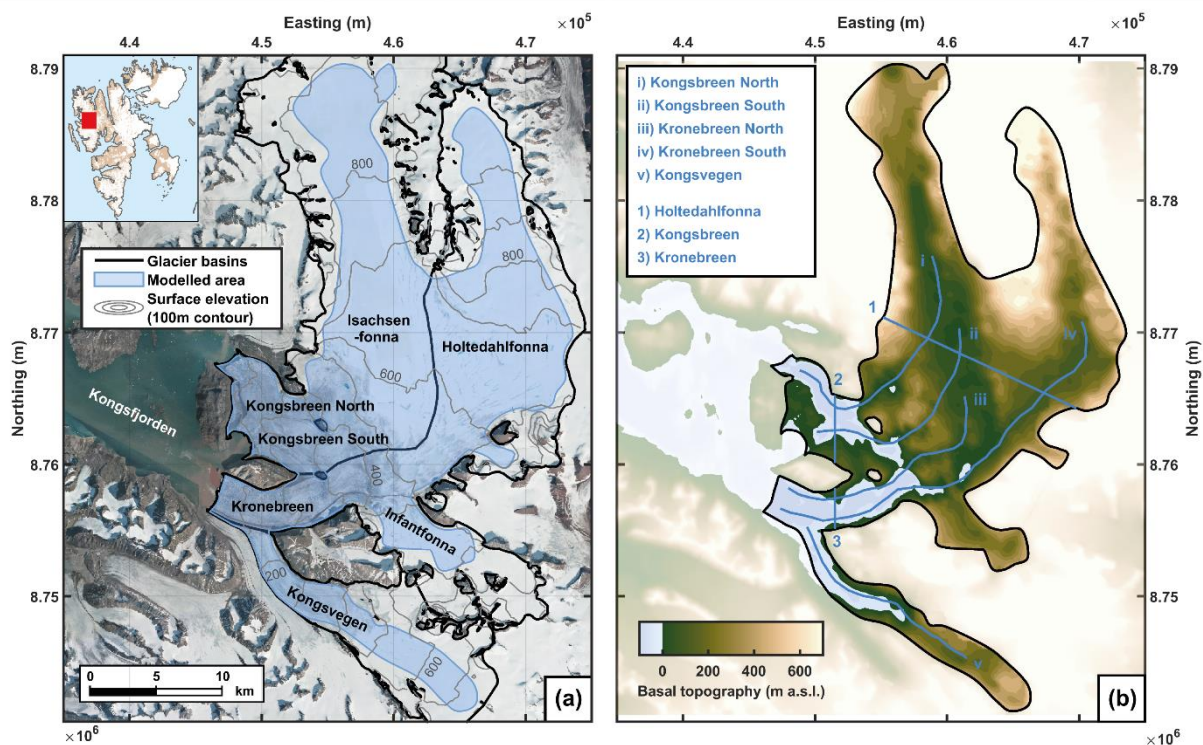 Easting (m)
×10⁵
4.4
4.5
4.6
4.7
Northing (m)
8.79
8.78
8.77
8.76
8.75
×10⁶
Glacier basins
Modelled area
Surface elevation
(100m contour)
800
800
600
400
200
600
Isachsen
-fonna
Holtedahlfonna
Kongsfjorden
Kongsbreen North
Kongsbreen South
Kronebreen
Infantfonna
Kongsvegen
0
5
10
km
(a)
Easting (m)
×10⁵
4.4
4.5
4.6
4.7
i) Kongsbreen North
ii) Kongsbreen South
iii) Kronebreen North
iv) Kronebreen South
v) Kongsvegen
1) Holtedahlfonna
2) Kongsbreen
3) Kronebreen
i
1
ii
iv
2
iii
3
v
0
200
400
600
Basal topography (m a.s.l.)
(b)
8.79
8.78
8.77
8.76
8.75
Northing (m)
×10⁶